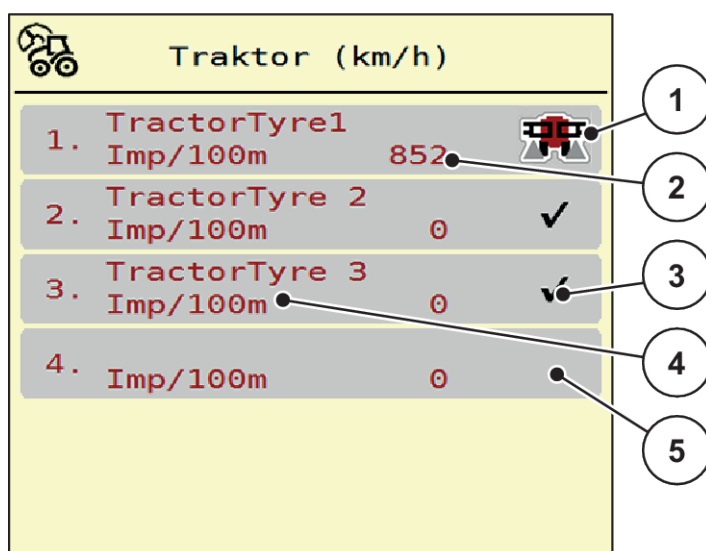 Traktor (km/h)
1. TractorTyre1
Imp/100m 852
2. TractorTyre 2
Imp/100m 0
3. TractorTyre 3
Imp/100m 0
4.
Imp/100m 0
1
2
3
4
5